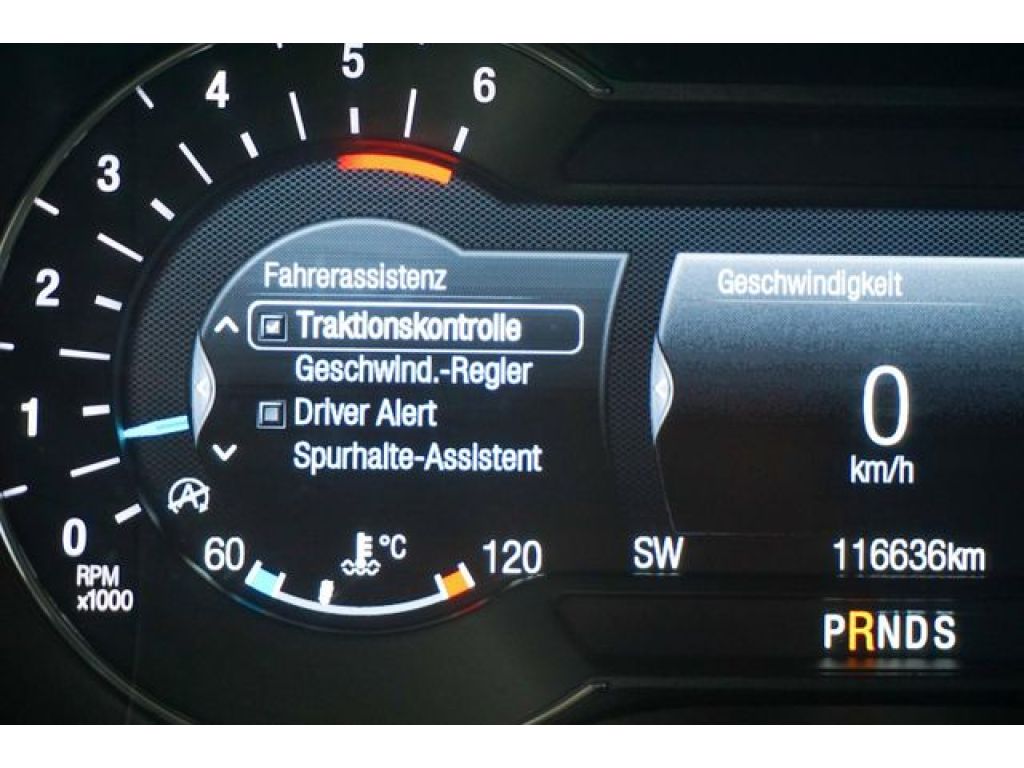 5
4
6
3
2
1
0
RPM
x1000
Fahrerassistenz
Traktionskontrolle
Geschwind.-Regler
Driver Alert
Spurhalte-Assistent
A
60
°C
120
Geschwindigkeit
0
km/h
SW
116636km
PRNDS